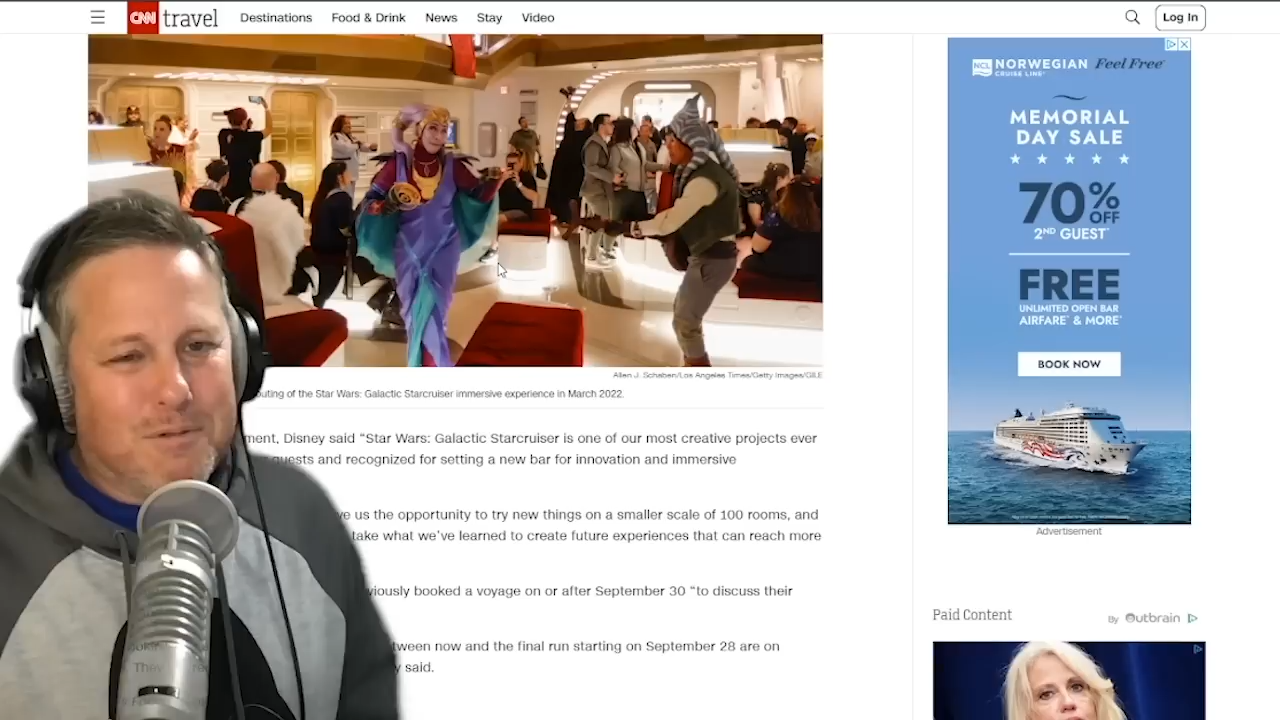 CNN travel Destinations Food & Drink News Stay Video Log In
NCL NORWEGIAN Feel Free
CRUISE LINE
MEMORIAL
DAY SALE
70% OFF
2ND GUEST
FREE
UNLIMITED OPEN BAR
AIRFARE* & MORE*
BOOK NOW
Advertisement
Allen J. Schaben/Los Angeles Times/Getty Images/FILE
outing of the Star Wars: Galactic Starcruiser immersive experience in March 2022.
ment, Disney said "Star Wars: Galactic Starcruiser is one of our most creative projects ever
guests and recognized for setting a new bar for innovation and immersive
ve us the opportunity to try new things on a smaller scale of 100 rooms, and
take what we've learned to create future experiences that can reach more
viously booked a voyage on or after September 30 "to discuss their
tween now and the final run starting on September 28 are on
y said.
Paid Content
By Outbrain